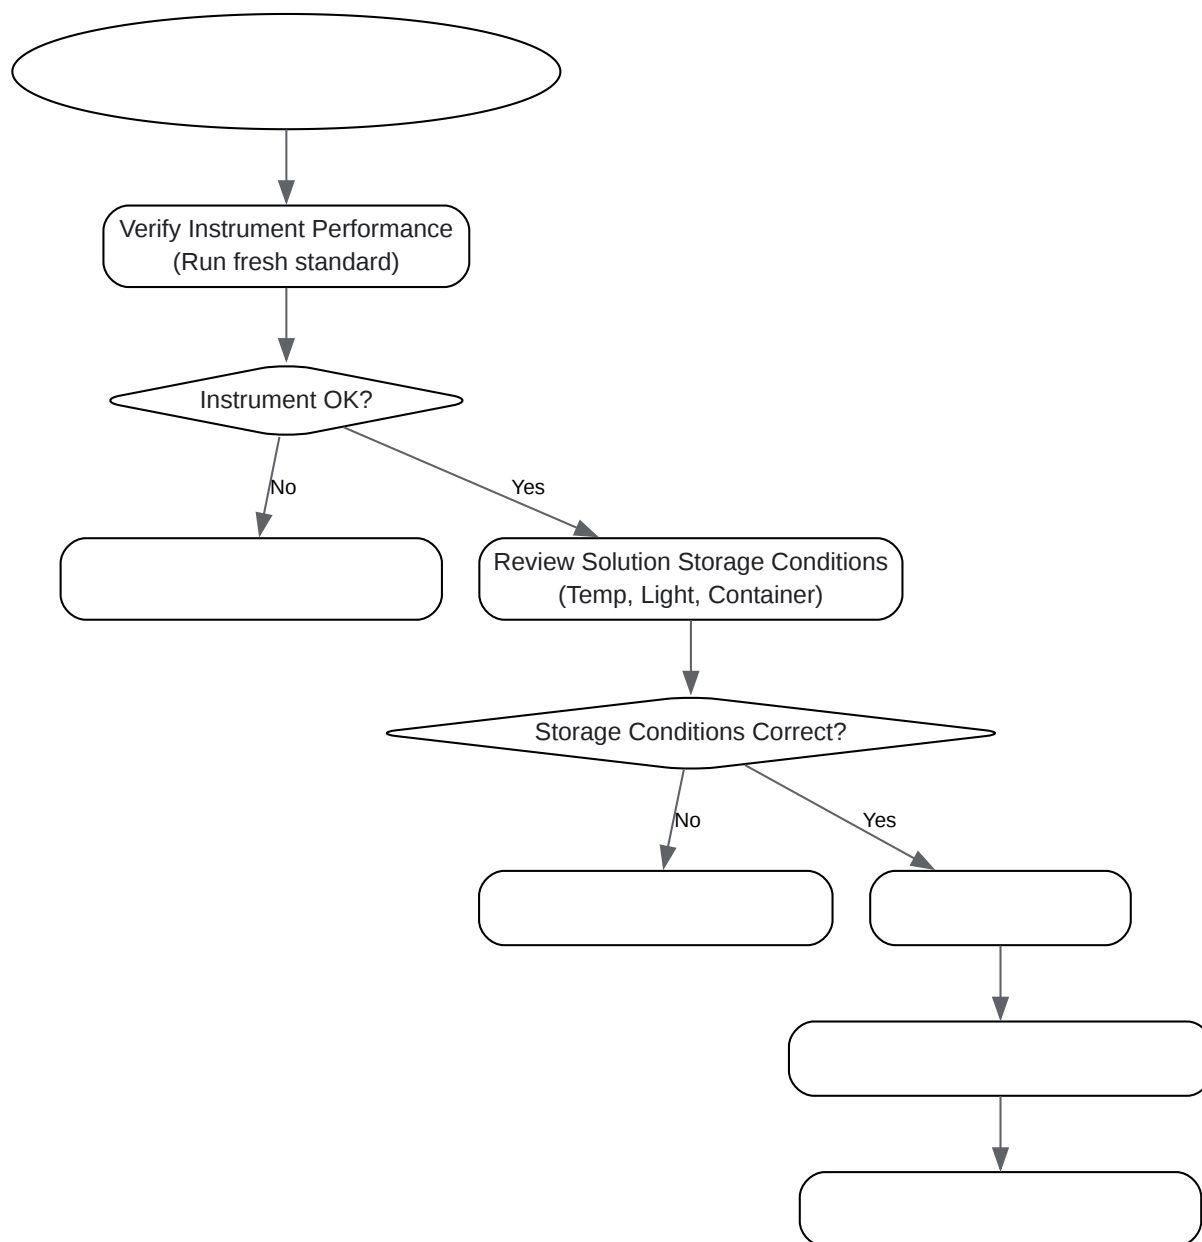 Verify Instrument Performance
(Run fresh standard)
Instrument OK?
No
Yes
Review Solution Storage Conditions
(Temp, Light, Container)
Storage Conditions Correct?
No
Yes